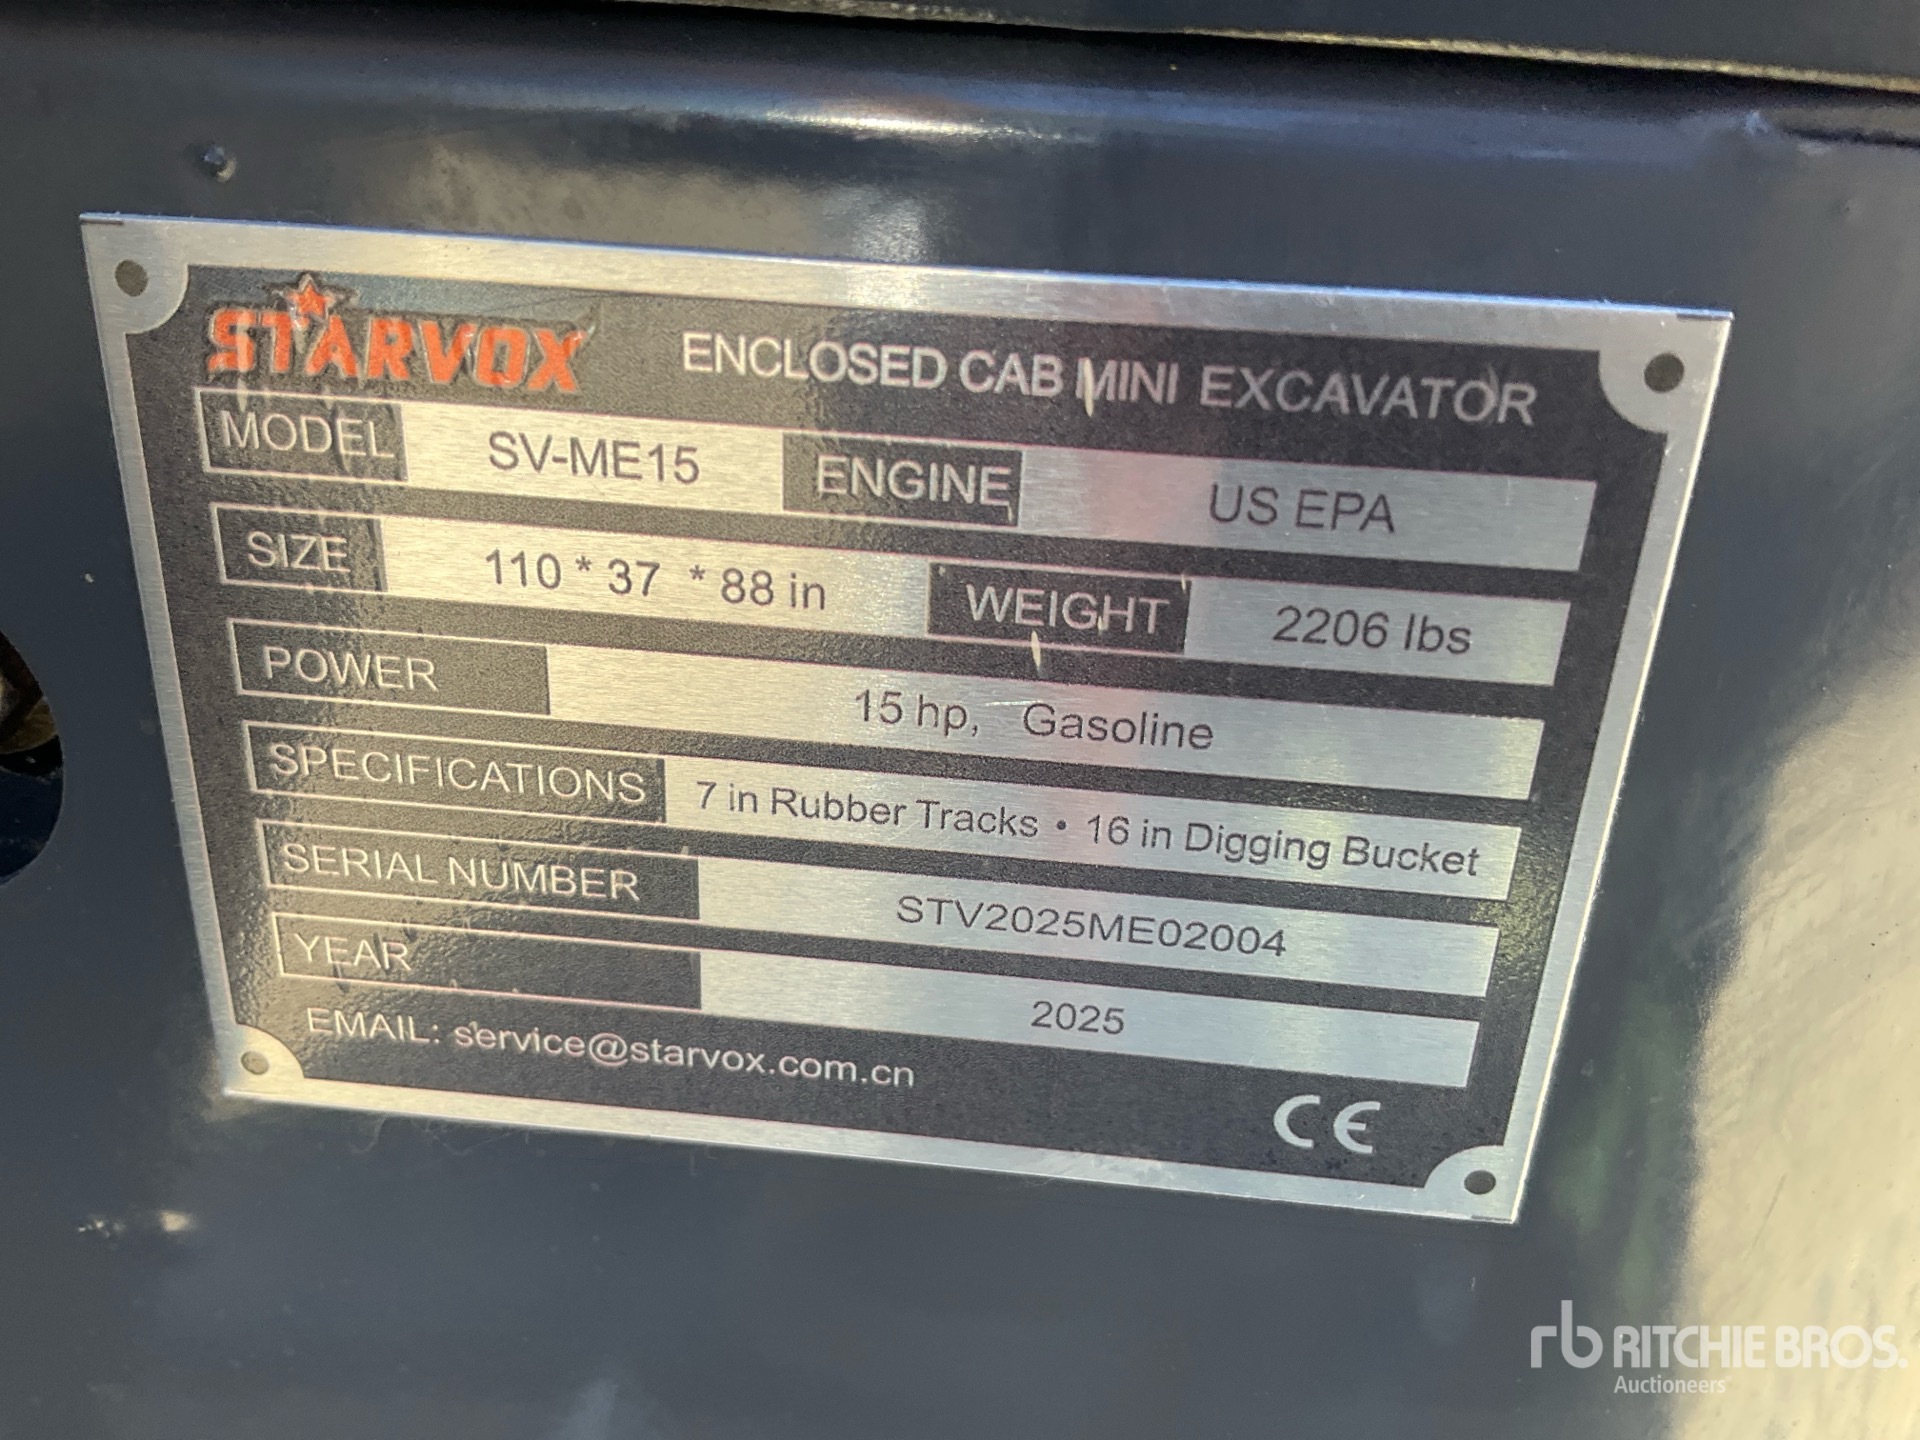 STARVOX ENCLOSED CAB MINI EXCAVATOR
MODEL SV-ME15 ENGINE US EPA
SIZE 110 * 37 * 88 in WEIGHT 2206 lbs
POWER 15 hp, Gasoline
SPECIFICATIONS 7 in Rubber Tracks • 16 in Digging Bucket
SERIAL NUMBER STV2025ME02004
YEAR 2025
EMAIL: service@starvox.com.cn
CE
rb RITCHIE BROS.
Auctioneers